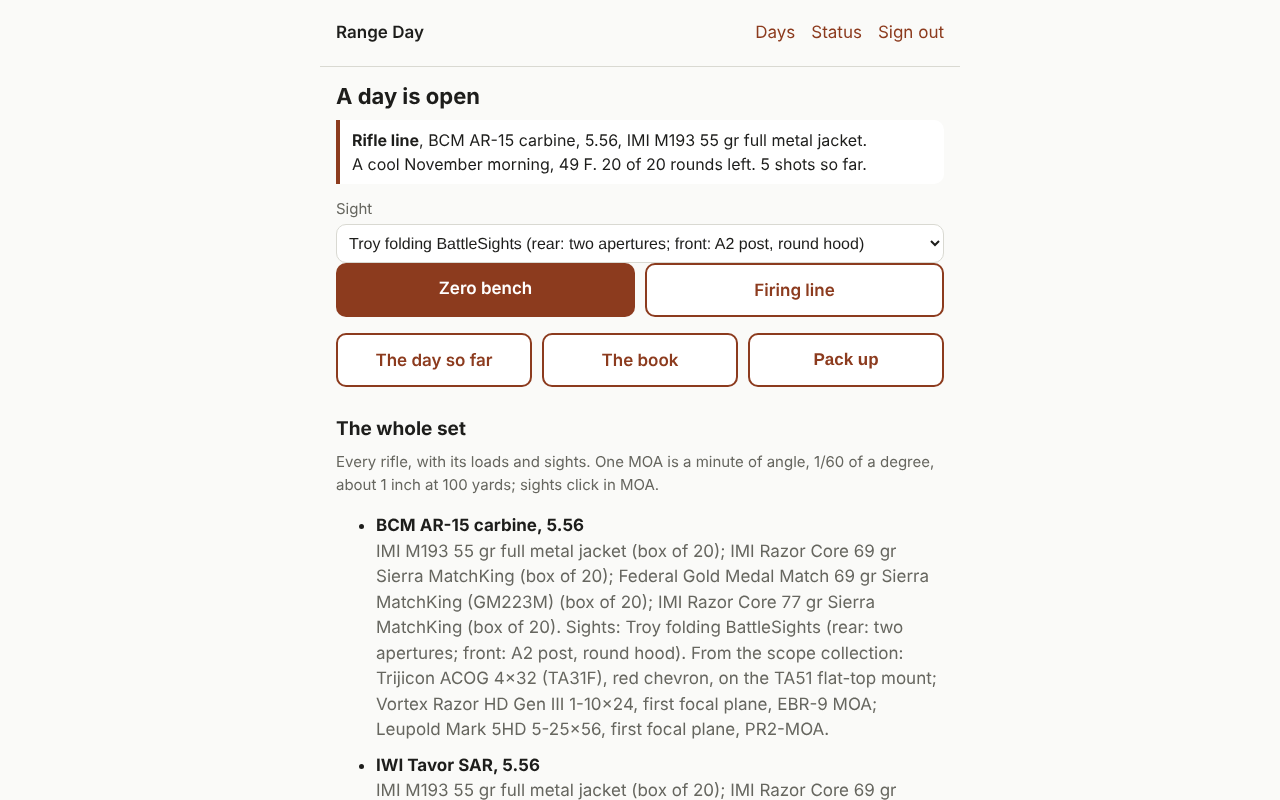 Range Day
Days Status Sign out
A day is open
Rifle line, BCM AR-15 carbine, 5.56, IMI M193 55 gr full metal jacket.
A cool November morning, 49 F. 20 of 20 rounds left. 5 shots so far.
Sight
Troy folding BattleSights (rear: two apertures; front: A2 post, round hood)
Zero bench
Firing line
The day so far
The book
Pack up
The whole set
Every rifle, with its loads and sights. One MOA is a minute of angle, 1/60 of a degree,
about 1 inch at 100 yards; sights click in MOA.
• BCM AR-15 carbine, 5.56
IMI M193 55 gr full metal jacket (box of 20); IMI Razor Core 69 gr
Sierra MatchKing (box of 20); Federal Gold Medal Match 69 gr Sierra
MatchKing (GM223M) (box of 20); IMI Razor Core 77 gr Sierra
MatchKing (box of 20). Sights: Troy folding BattleSights (rear: two
apertures; front: A2 post, round hood). From the scope collection:
Trijicon ACOG 4×32 (TA31F), red chevron, on the TA51 flat-top mount;
Vortex Razor HD Gen III 1-10×24, first focal plane, EBR-9 MOA;
Leupold Mark 5HD 5-25×56, first focal plane, PR2-MOA.
• IWI Tavor SAR, 5.56
IMI M193 55 gr full metal jacket (box of 20); IMI Razor Core 69 gr